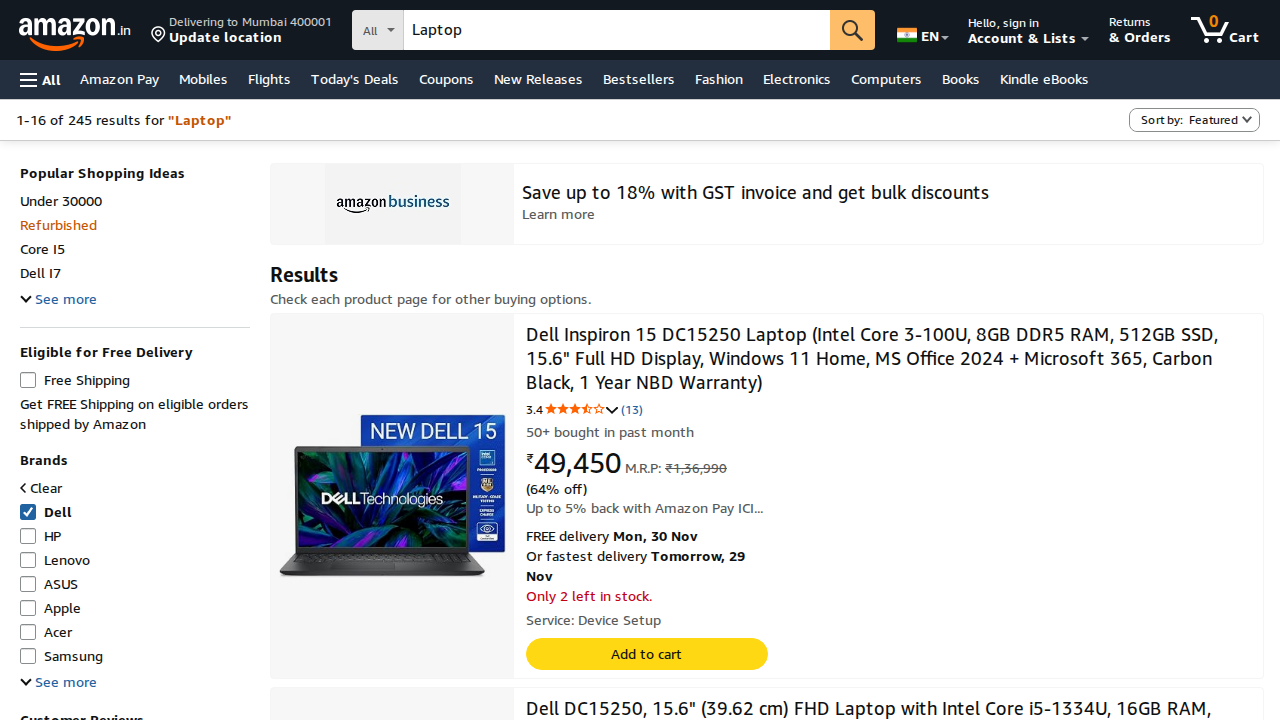 amazon.in
Delivering to Mumbai 400001
Update location
All
Laptop
EN
Hello, sign in
Account & Lists
Returns
& Orders
0
Cart
All
Amazon Pay
Mobiles
Flights
Today's Deals
Coupons
New Releases
Bestsellers
Fashion
Electronics
Computers
Books
Kindle eBooks
1-16 of 245 results for "Laptop"
Sort by: Featured
Popular Shopping Ideas
Under 30000
Refurbished
Core I5
Dell I7
See more
Eligible for Free Delivery
Free Shipping
Get FREE Shipping on eligible orders
shipped by Amazon
Brands
Clear
Dell
HP
Lenovo
ASUS
Apple
Acer
Samsung
See more
Customer Reviews
amazon business
Save up to 18% with GST invoice and get bulk discounts
Learn more
Results
Check each product page for other buying options.
NEW DELL 15
DELLTechnologies
Dell Inspiron 15 DC15250 Laptop (Intel Core 3-100U, 8GB DDR5 RAM, 512GB SSD,
15.6" Full HD Display, Windows 11 Home, MS Office 2024 + Microsoft 365, Carbon
Black, 1 Year NBD Warranty)
3.4 (13)
50+ bought in past month
₹49,450 M.R.P: ₹1,36,990
(64% off)
Up to 5% back with Amazon Pay ICI...
FREE delivery Mon, 30 Nov
Or fastest delivery Tomorrow, 29
Nov
Only 2 left in stock.
Service: Device Setup
Add to cart
Dell DC15250, 15.6" (39.62 cm) FHD Laptop with Intel Core i5-1334U, 16GB RAM,